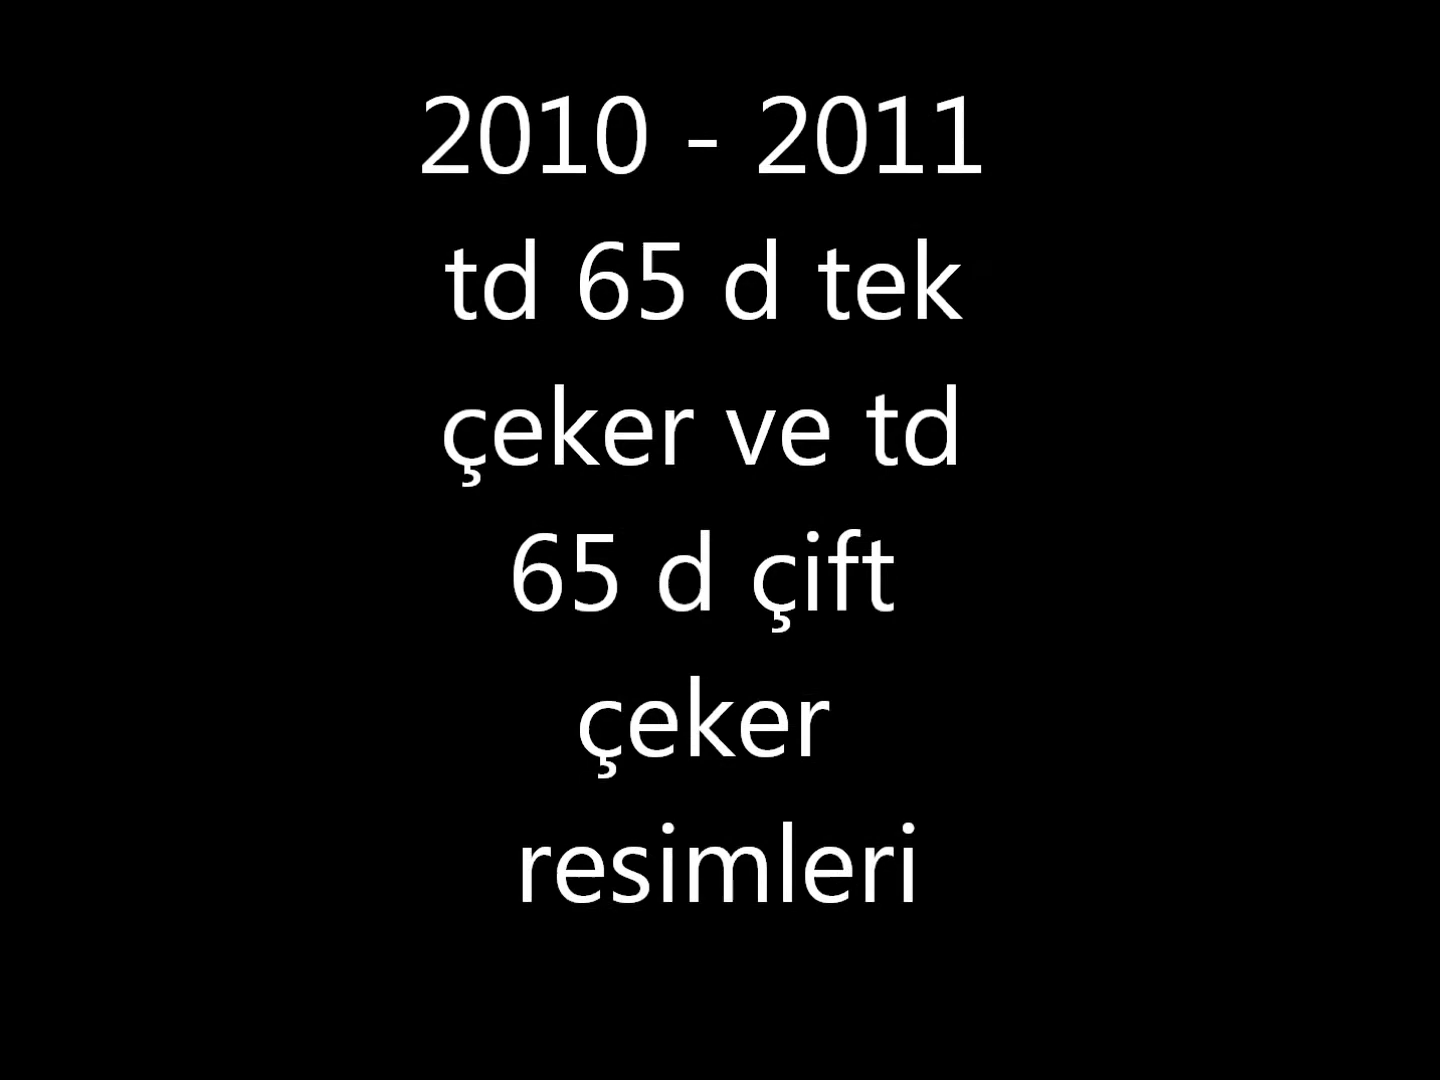 2010 - 2011
td 65 d tek
çeker ve td
65 d çift
çeker
resimleri